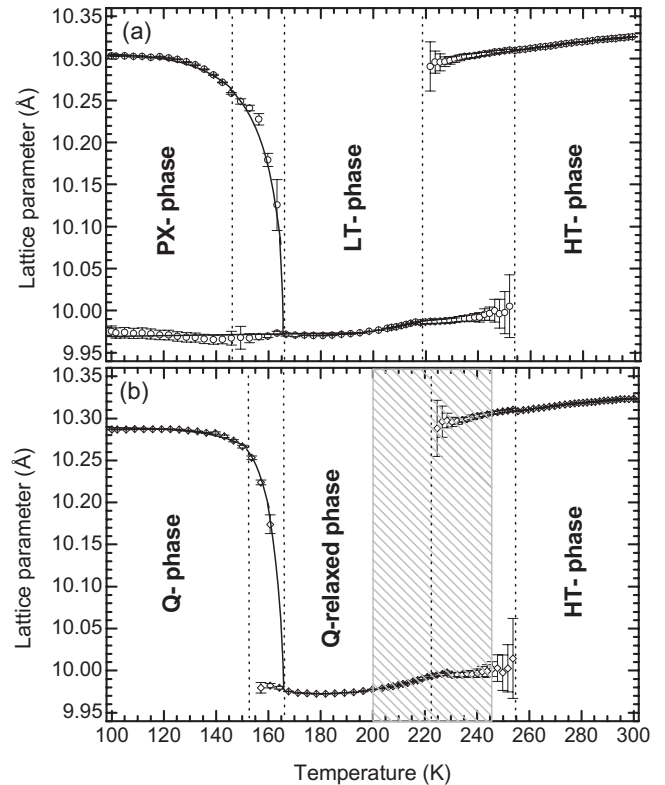 (a)
10.35
10.30
10.25
10.20
10.15
10.10
10.05
10.00
9.95
Lattice parameter (Å)
PX- phase
LT- phase
HT- phase
(b)
10.35
10.30
10.25
10.20
10.15
10.10
10.05
10.00
9.95
Lattice parameter (Å)
Q- phase
Q-relaxed phase
HT- phase
100 120 140 160 180 200 220 240 260 280 300
Temperature (K)